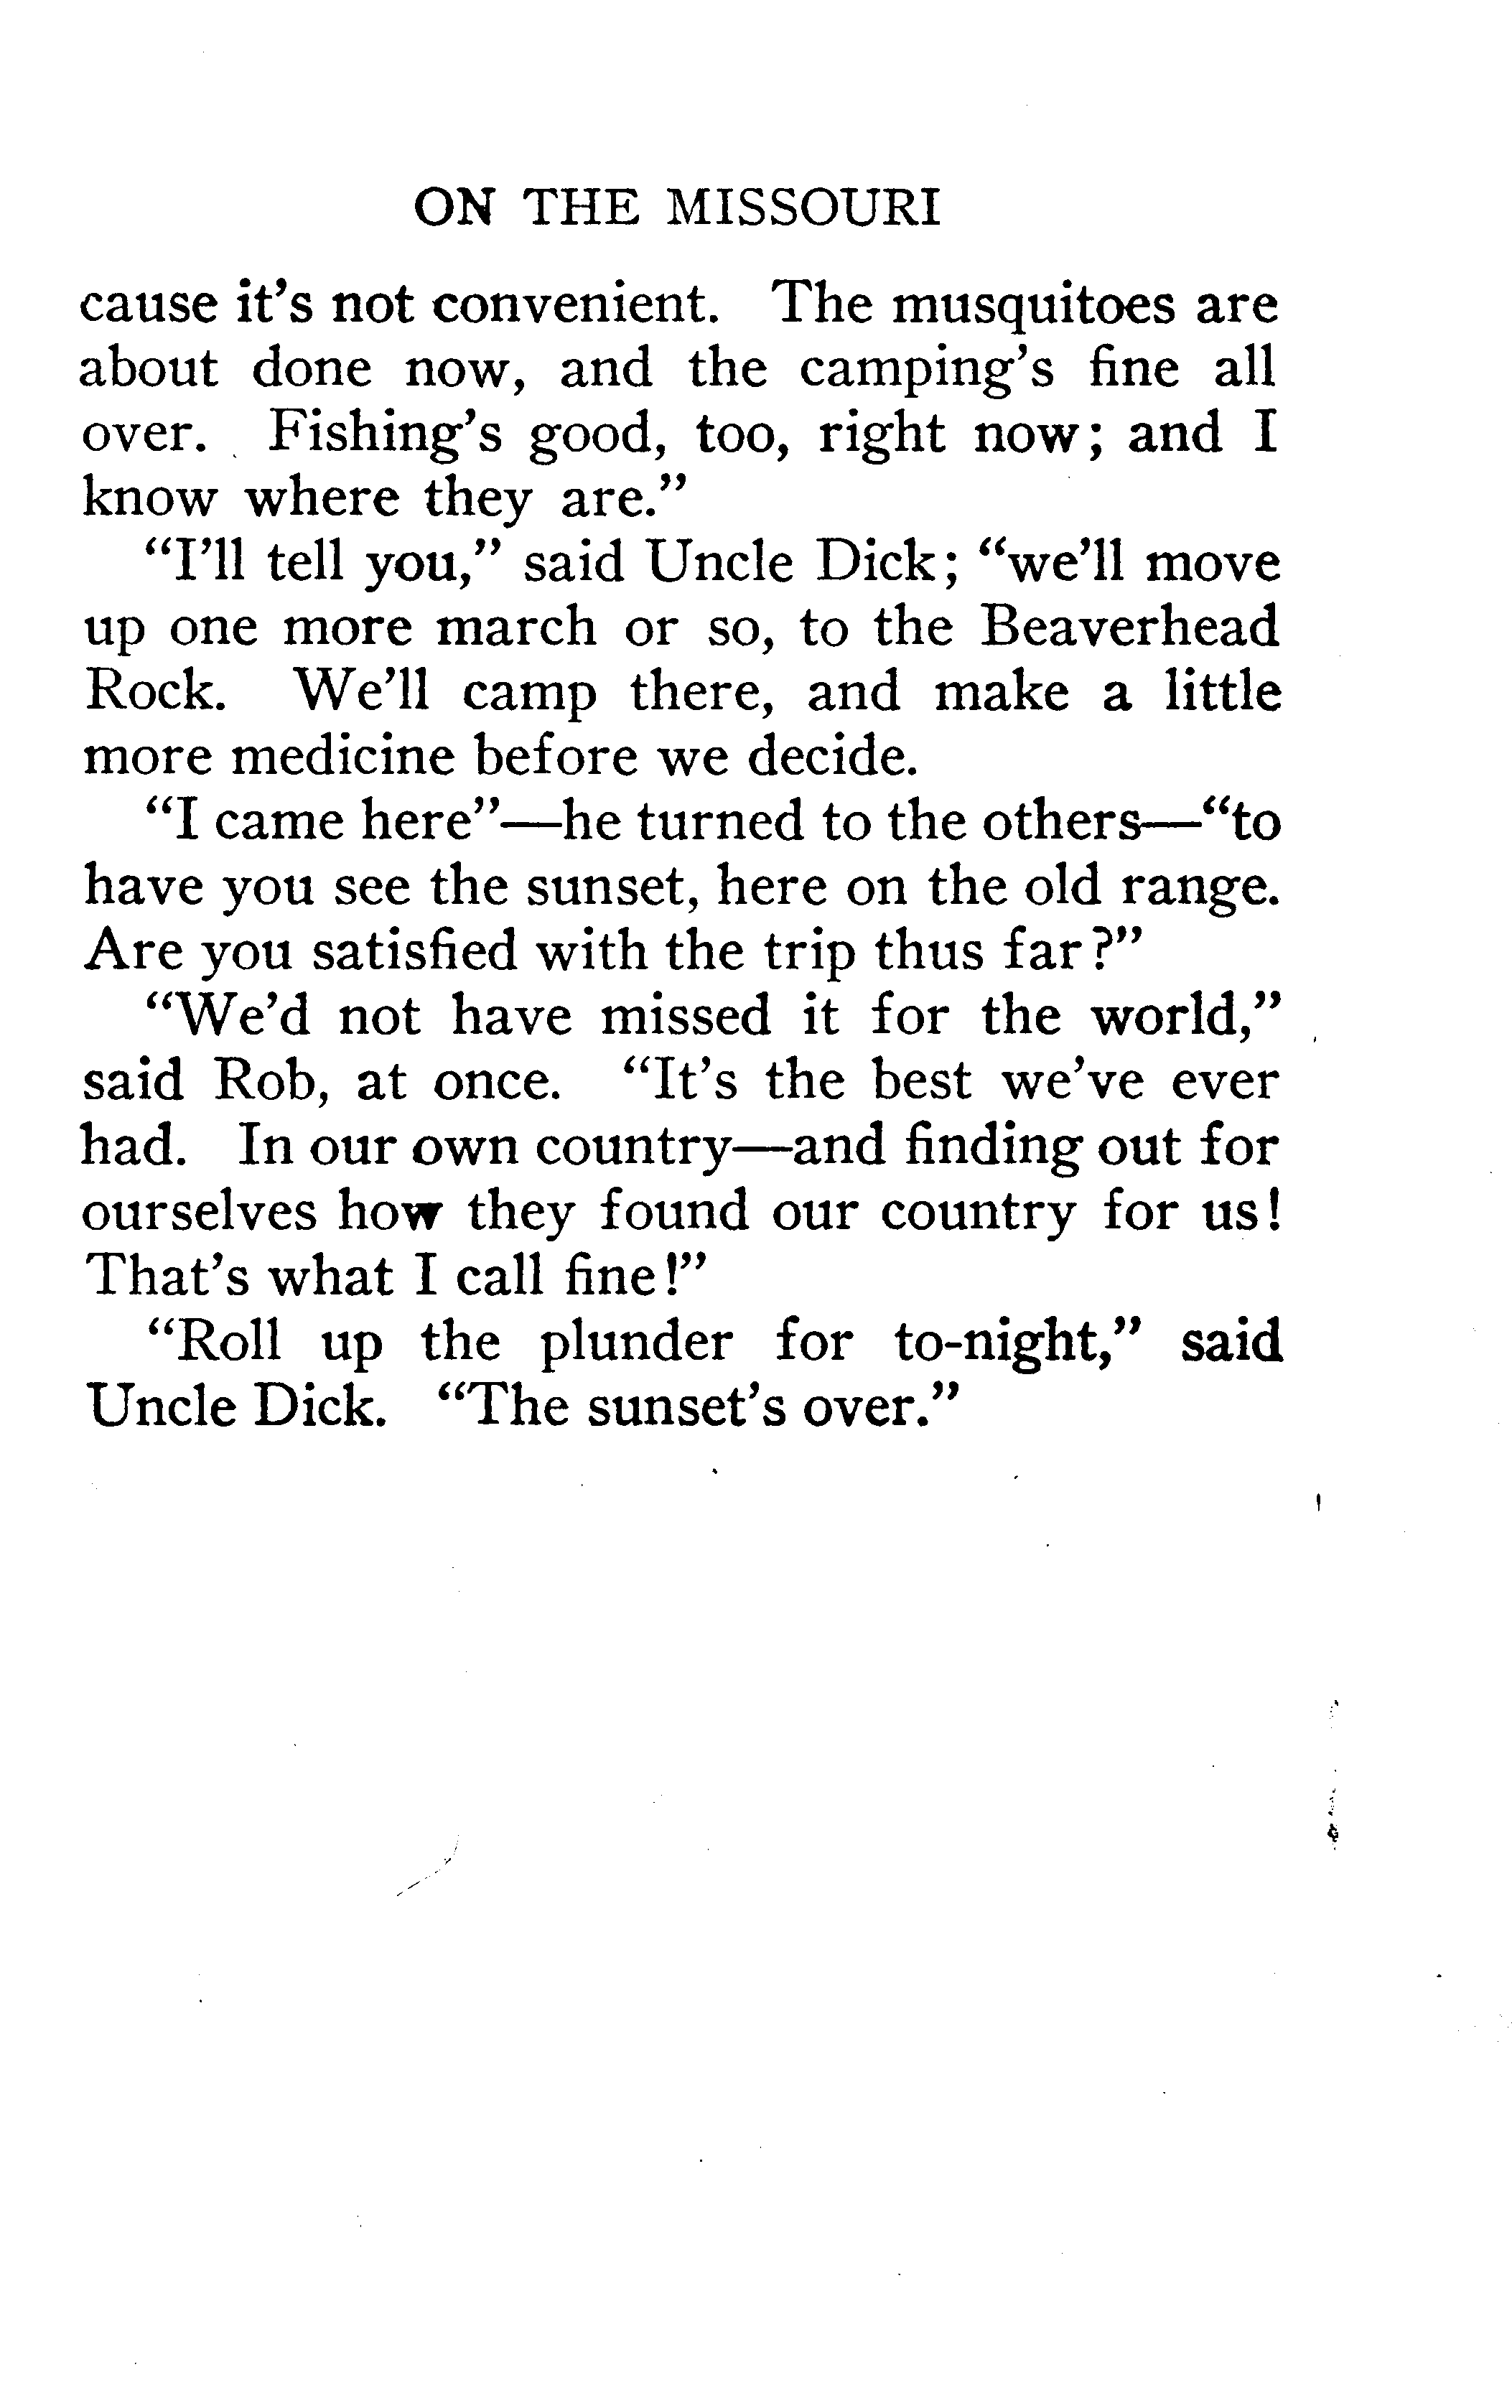 ON THE MISSOURI
cause it's not convenient. The musquitoes are
about done now, and the camping's fine all
over. Fishing's good, too, right now; and I
know where they are."
"I'll tell you," said Uncle Dick; "we'll move
up one more march or so, to the Beaverhead
Rock. We'll camp there, and make a little
more medicine before we decide.
"I came here"—he turned to the others—"to
have you see the sunset, here on the old range.
Are you satisfied with the trip thus far?"
"We'd not have missed it for the world,"
said Rob, at once. "It's the best we've ever
had. In our own country—and finding out for
ourselves how they found our country for us!
That's what I call fine!"
"Roll up the plunder for to-night," said
Uncle Dick. "The sunset's over."